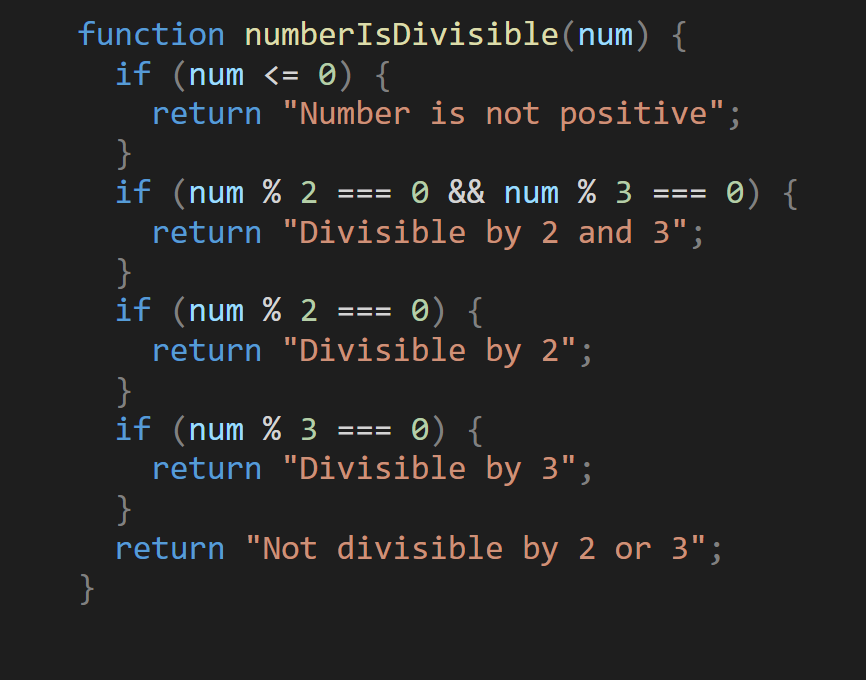 function numberIsDivisible(num) {
  if (num <= 0) {
    return "Number is not positive";
  }
  if (num % 2 === 0 && num % 3 === 0) {
    return "Divisible by 2 and 3";
  }
  if (num % 2 === 0) {
    return "Divisible by 2";
  }
  if (num % 3 === 0) {
    return "Divisible by 3";
  }
  return "Not divisible by 2 or 3";
}